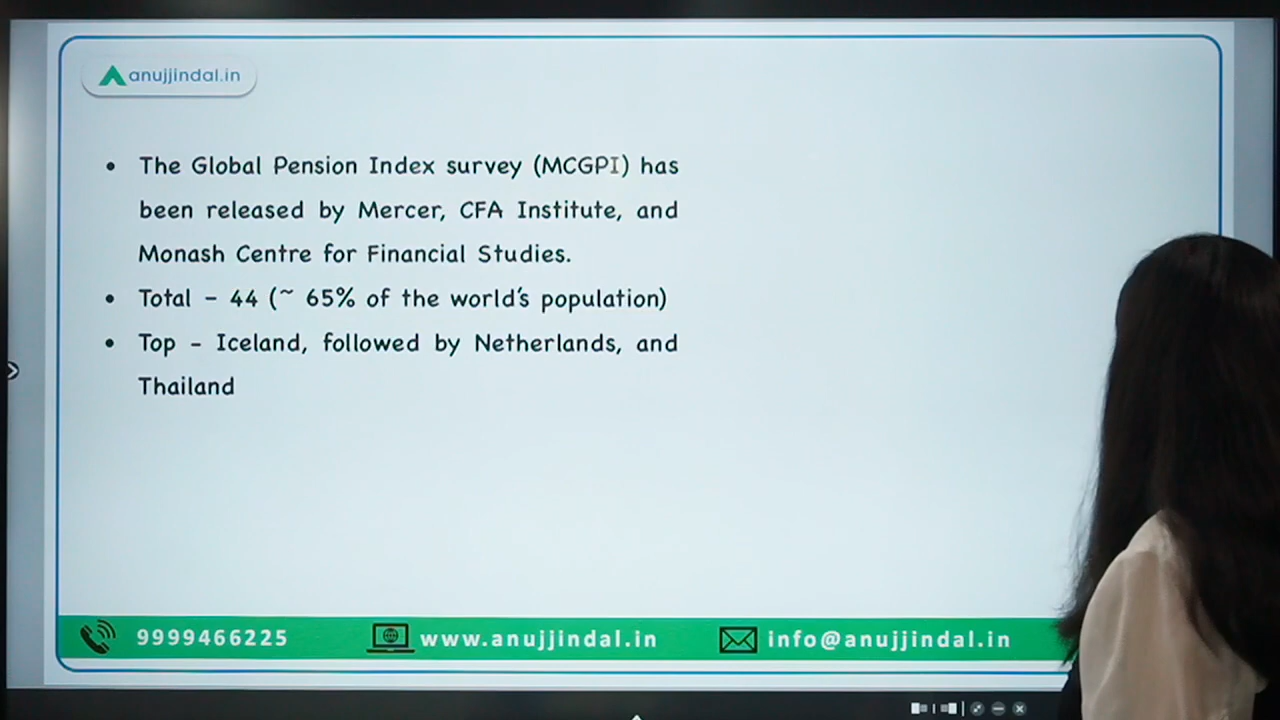 anujjindal.in
• The Global Pension Index survey (MCGPI) has
been released by Mercer, CFA Institute, and
Monash Centre for Financial Studies.
• Total – 44 (~ 65% of the world's population)
• Top – Iceland, followed by Netherlands, and
Thailand
9999466225 www.anujjindal.in info@anujjindal.in